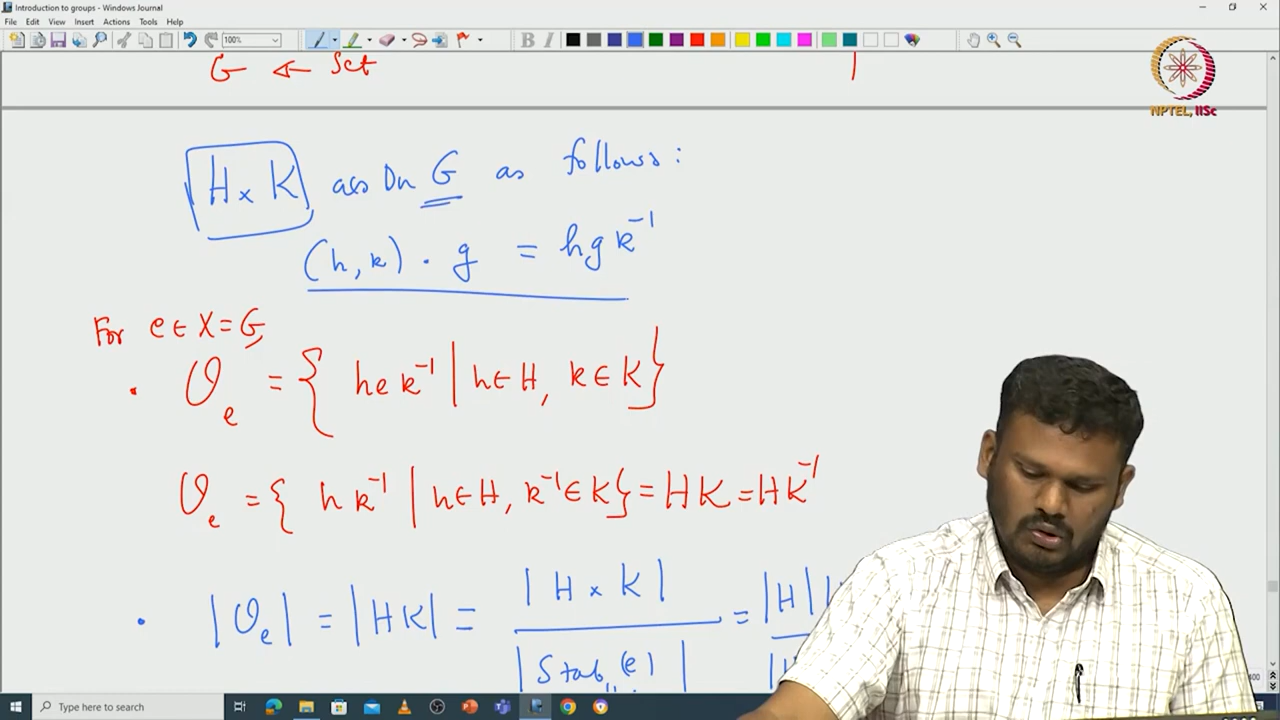 Introduction to groups - Windows Journal
File Edit View Insert Actions Tools Help
100%
G ← Set
NPTEL, IISc
H × K acs on G as follows:
(h, k) · g = hgk⁻¹
For e ∈ X = G,
· O_e = { hek⁻¹ | h ∈ H, k ∈ K}
O_e = { hk⁻¹ | h ∈ H, k⁻¹ ∈ K} = HK = HK⁻¹
· |O_e| = |HK| = |H × K| / |Stab(e)| = |H|
Type here to search